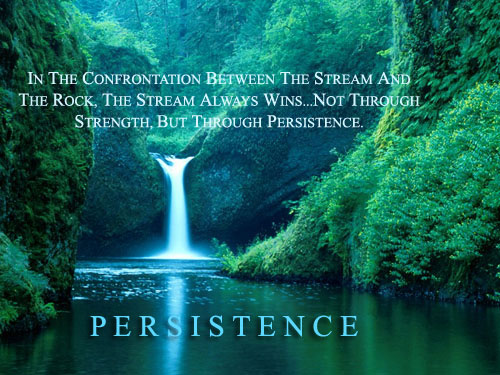 In The Confrontation Between The Stream And
The Rock, The Stream Always Wins...Not Through
Strength, But Through Persistence.
PERSISTENCE